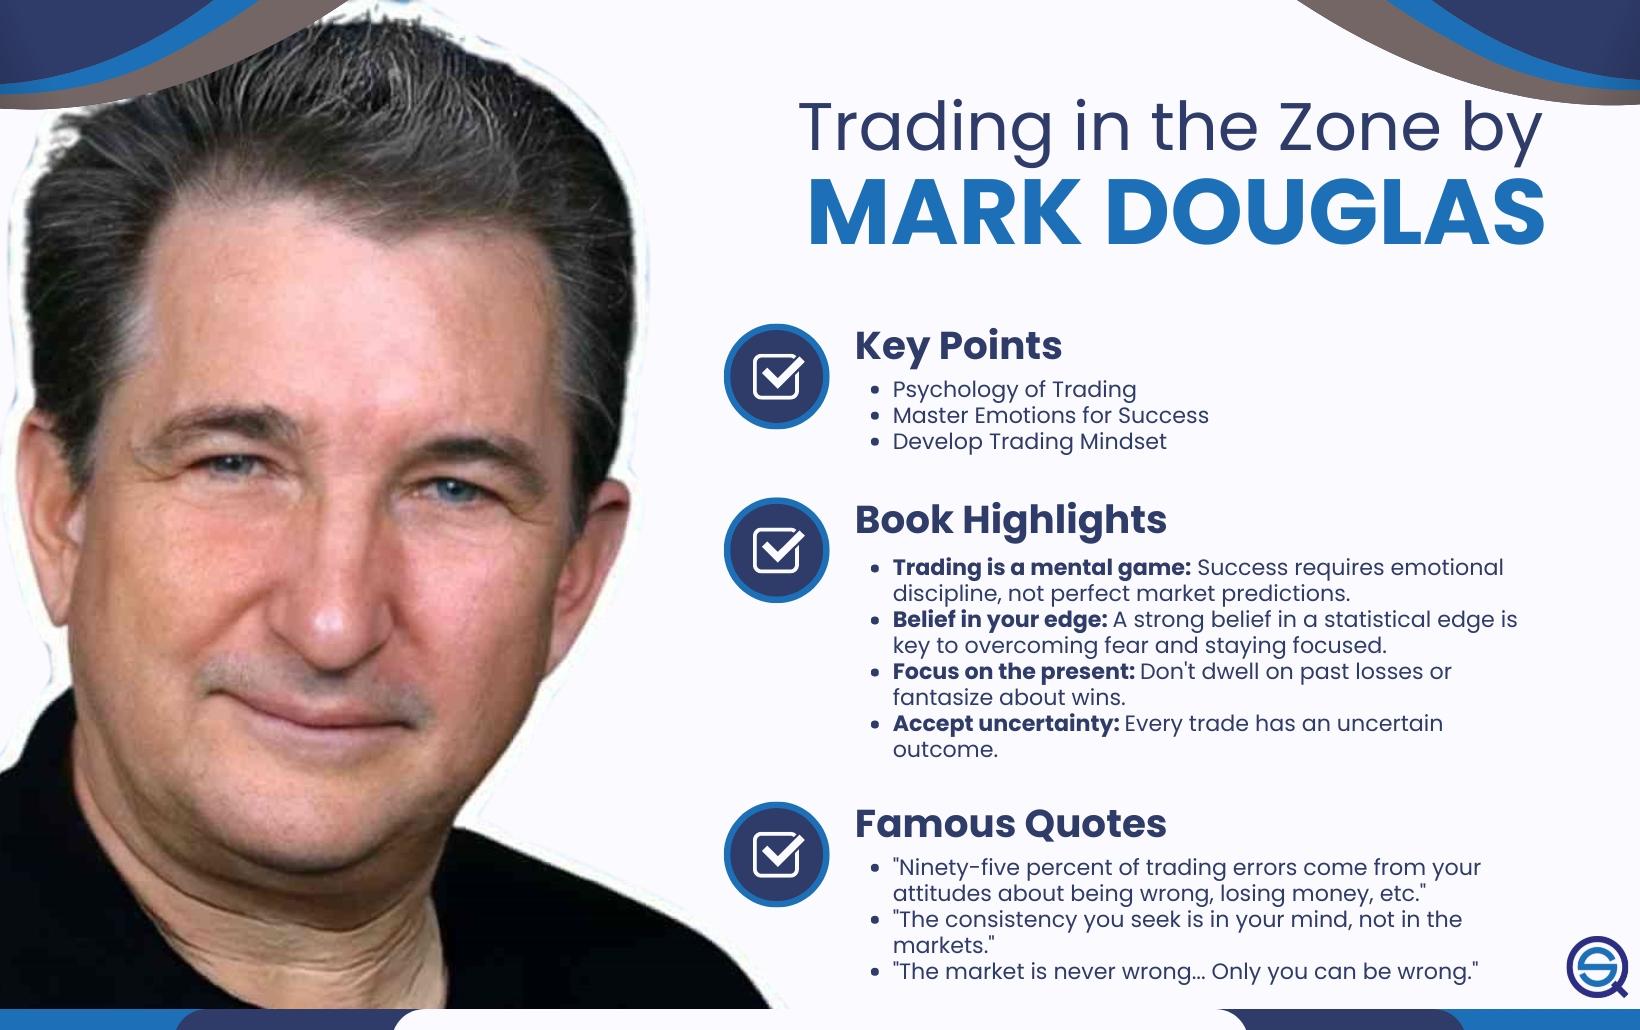 Trading in the Zone by
MARK DOUGLAS
Key Points
• Psychology of Trading
• Master Emotions for Success
• Develop Trading Mindset
Book Highlights
• Trading is a mental game: Success requires emotional
discipline, not perfect market predictions.
• Belief in your edge: A strong belief in a statistical edge is
key to overcoming fear and staying focused.
• Focus on the present: Don't dwell on past losses or
fantasize about wins.
• Accept uncertainty: Every trade has an uncertain
outcome.
Famous Quotes
• "Ninety-five percent of trading errors come from your
attitudes about being wrong, losing money, etc."
• "The consistency you seek is in your mind, not in the
markets."
• "The market is never wrong... Only you can be wrong."